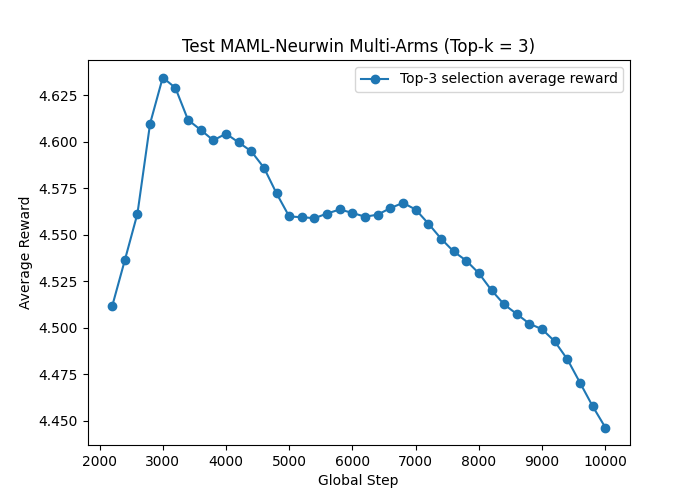 Test MAML-Neurwin Multi-Arms (Top-k = 3)
Top-3 selection average reward
Average Reward
4.625
4.600
4.575
4.550
4.525
4.500
4.475
4.450
2000 3000 4000 5000 6000 7000 8000 9000 10000
Global Step